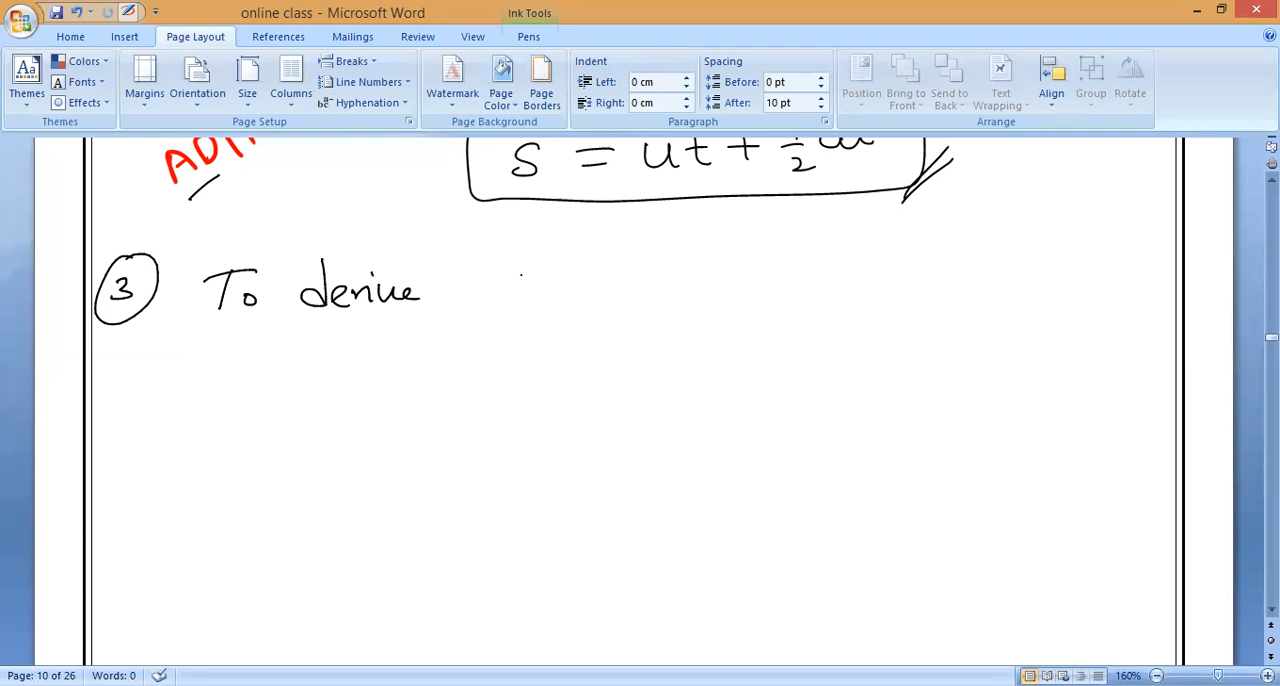 online class - Microsoft Word
Ink Tools
Home Insert Page Layout References Mailings Review View Pens
Themes
Colors
Fonts
Effects
Themes
Margins Orientation Size Columns
Breaks
Line Numbers
Hyphenation
Page Setup
Watermark Page Color Page Borders
Page Background
Indent
Left: 0 cm
Right: 0 cm
Spacing
Before: 0 pt
After: 10 pt
Paragraph
Position Bring to Front Send to Back Text Wrapping Align Group Rotate
Arrange
s = ut + 1/2
3 To derive
Page: 10 of 26 Words: 0 160%